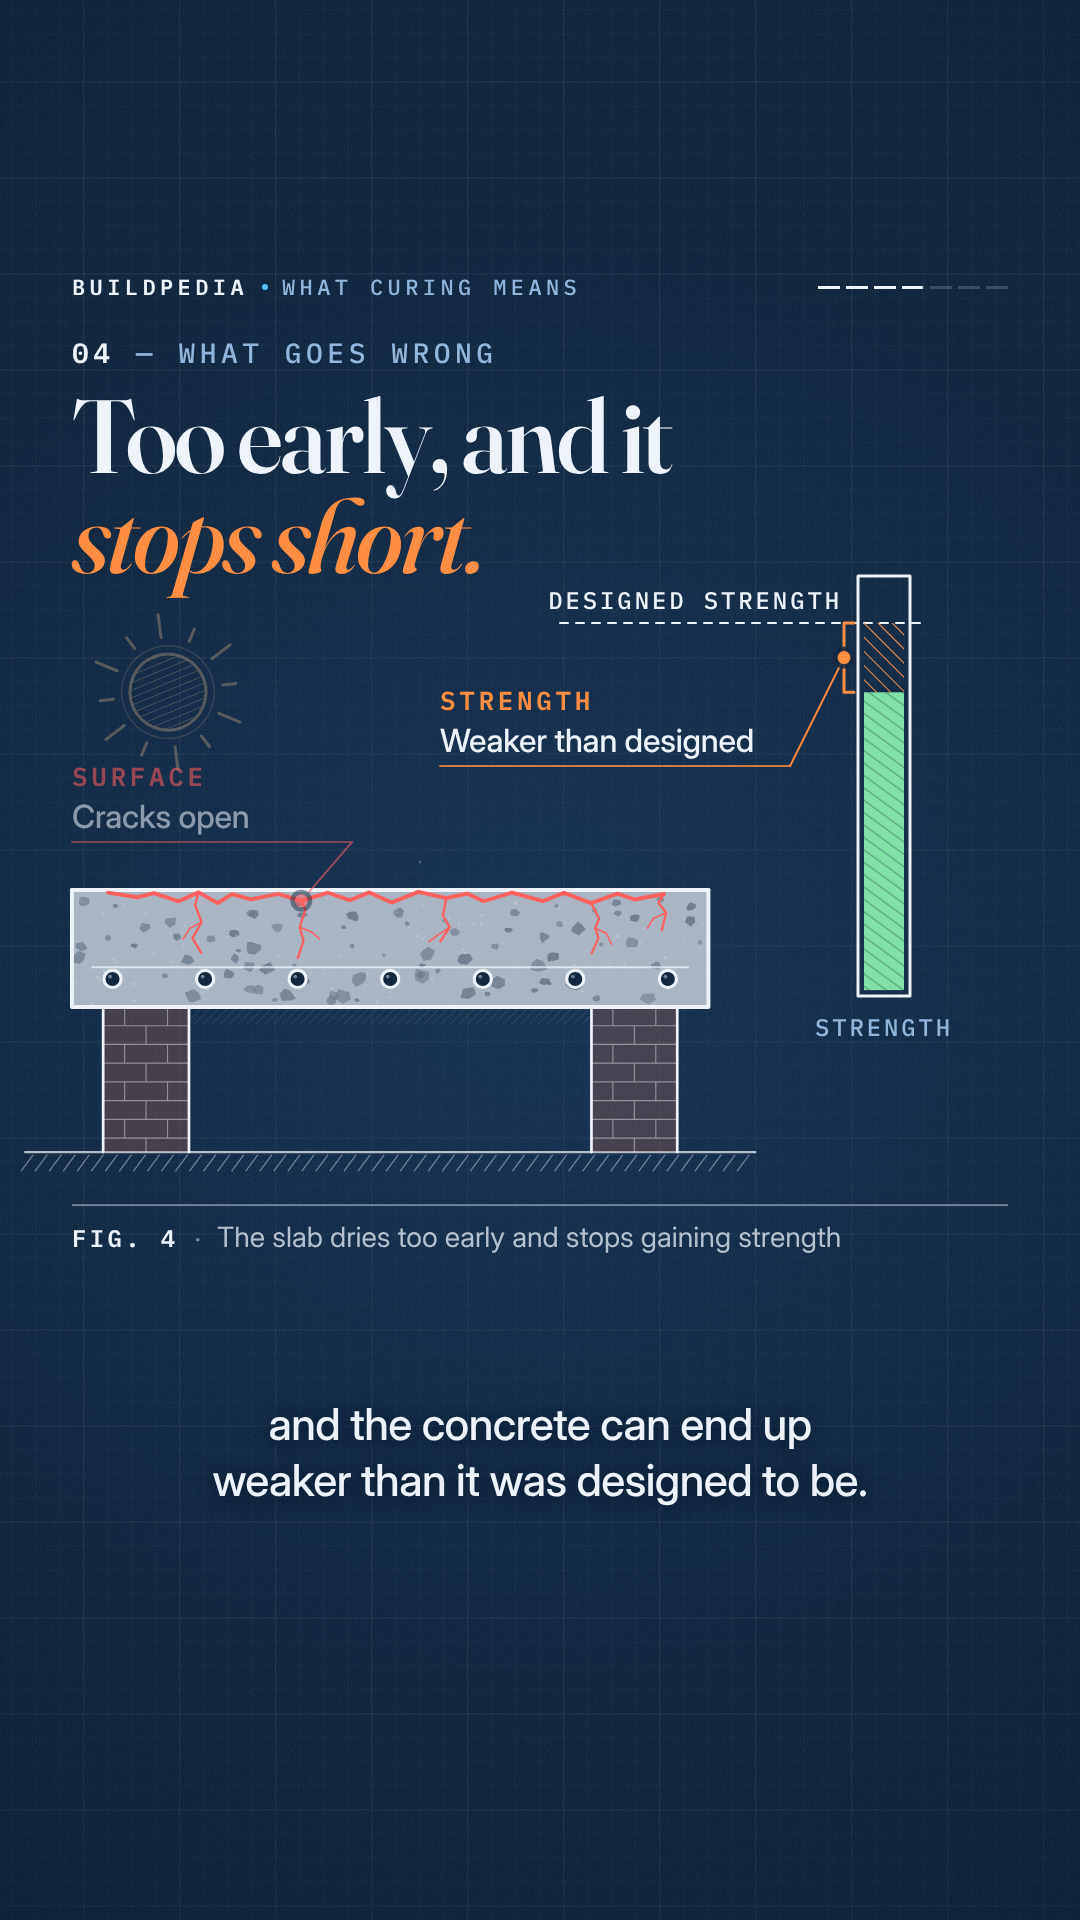 BUILDPEDIA • WHAT CURING MEANS
04 — WHAT GOES WRONG
Too early, and it
stops short.
DESIGNED STRENGTH
STRENGTH
Weaker than designed
SURFACE
Cracks open
STRENGTH
FIG. 4 · The slab dries too early and stops gaining strength
and the concrete can end up
weaker than it was designed to be.